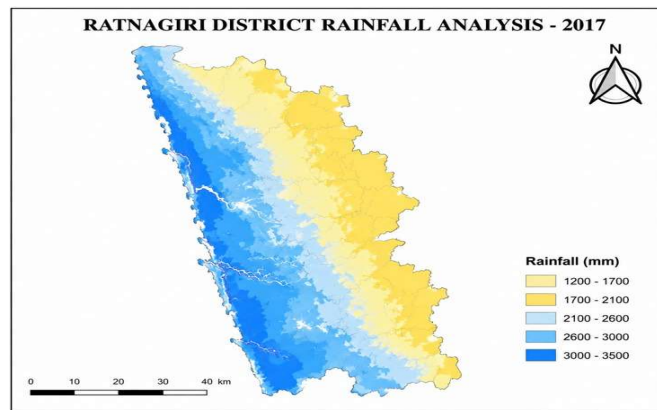 RATNAGIRI DISTRICT RAINFALL ANALYSIS - 2017
N
Rainfall (mm)
1200 - 1700
1700 - 2100
2100 - 2600
2600 - 3000
3000 - 3500
0 10 20 30 40 km